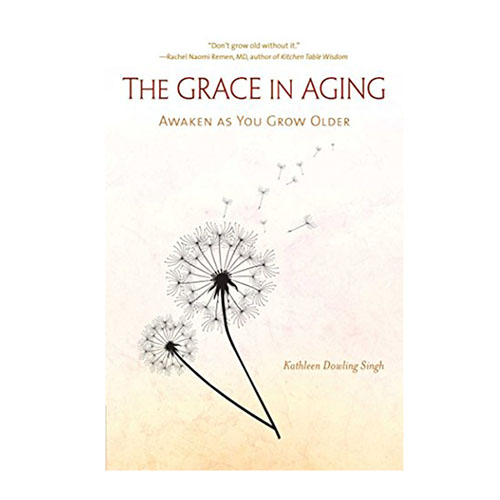 "Don't grow old without it."
—Rachel Naomi Remen, MD, author of Kitchen Table Wisdom
THE GRACE IN AGING
AWAKEN AS YOU GROW OLDER
Kathleen Dowling Singh